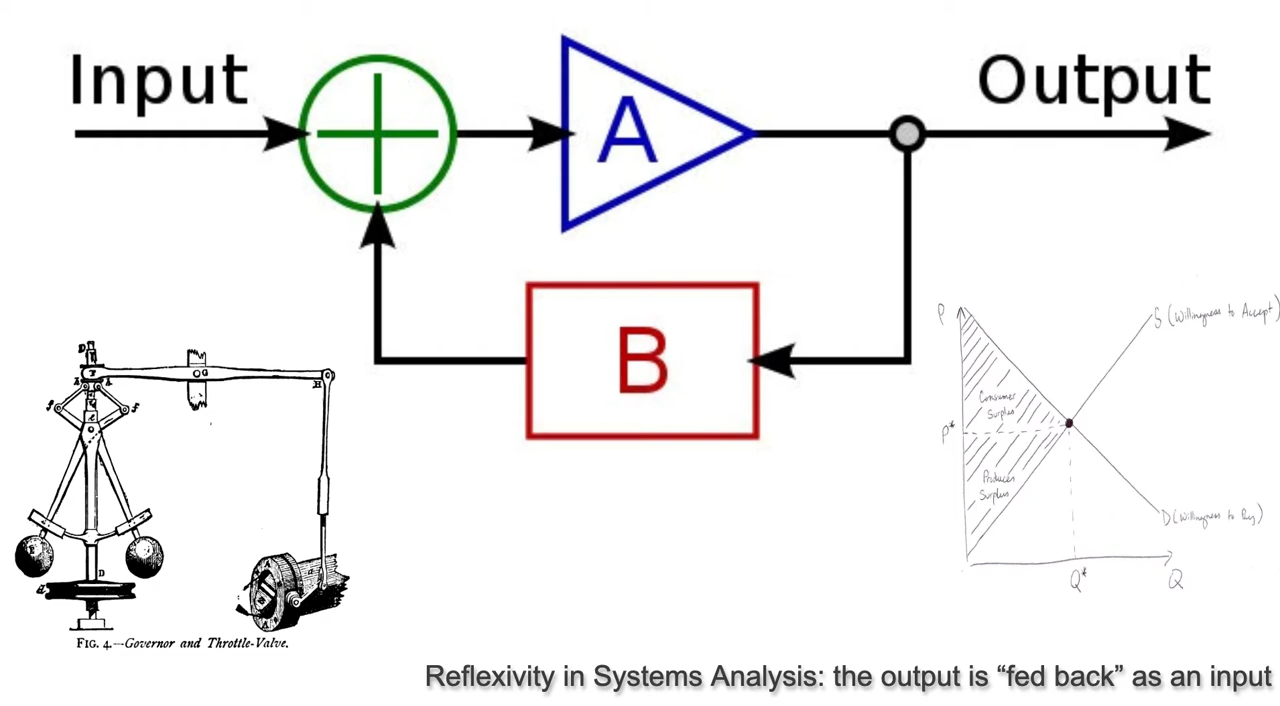 Input
Output
A
B
P
S (Willingness to Accept)
Consumer
Surplus
P*
Producer
Surplus
D (Willingness to Pay)
Q*
Q
D
T
G
H
A
A
f
f
D
d
FIG. 4.—Governor and Throttle-Valve.
Reflexivity in Systems Analysis: the output is “fed back” as an input